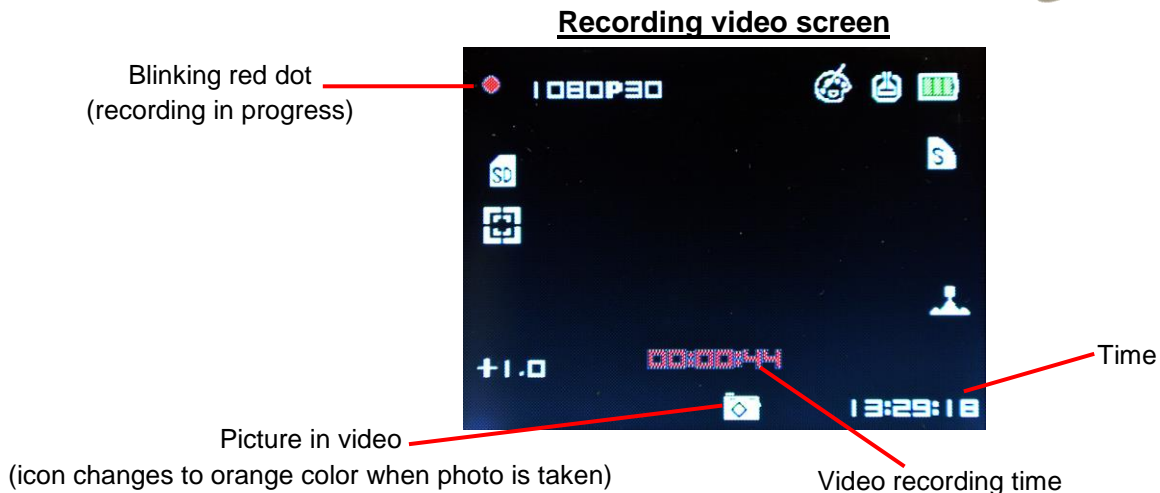 Recording video screen
Blinking red dot
(recording in progress)
1080P30
S
SD
+1.0
00:00:44
Time
13:29:18
Picture in video
(icon changes to orange color when photo is taken)
Video recording time